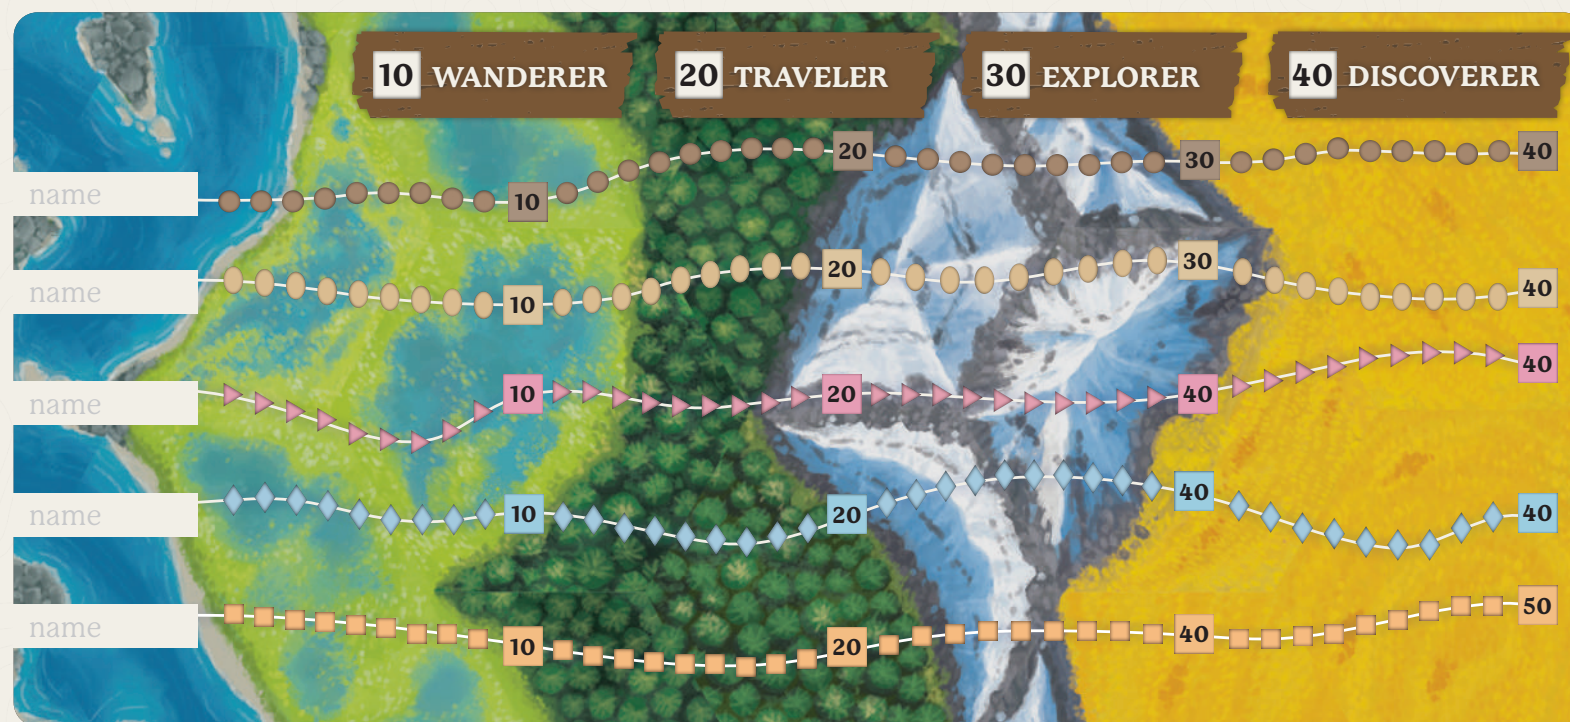 10 WANDERER 20 TRAVELER 30 EXPLORER 40 DISCOVERER
name 10 20 30 40
name 10 20 30 40
name 10 20 40 40
name 10 20 40 40
name 10 20 40 50